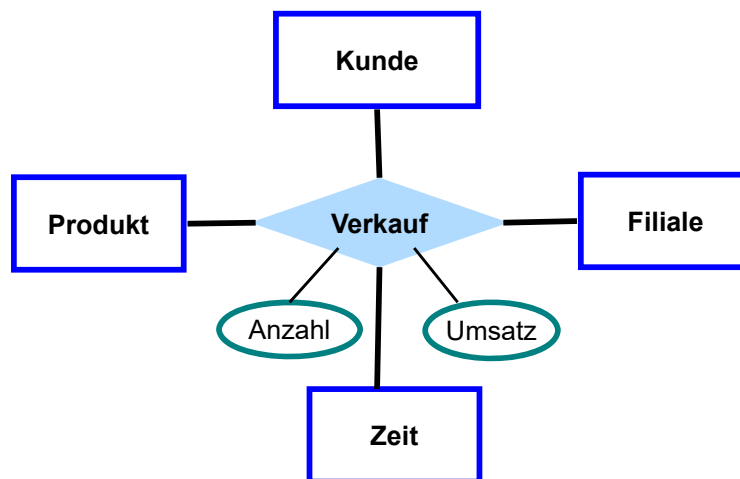 Kunde
Produkt
Verkauf
Filiale
Anzahl
Umsatz
Zeit